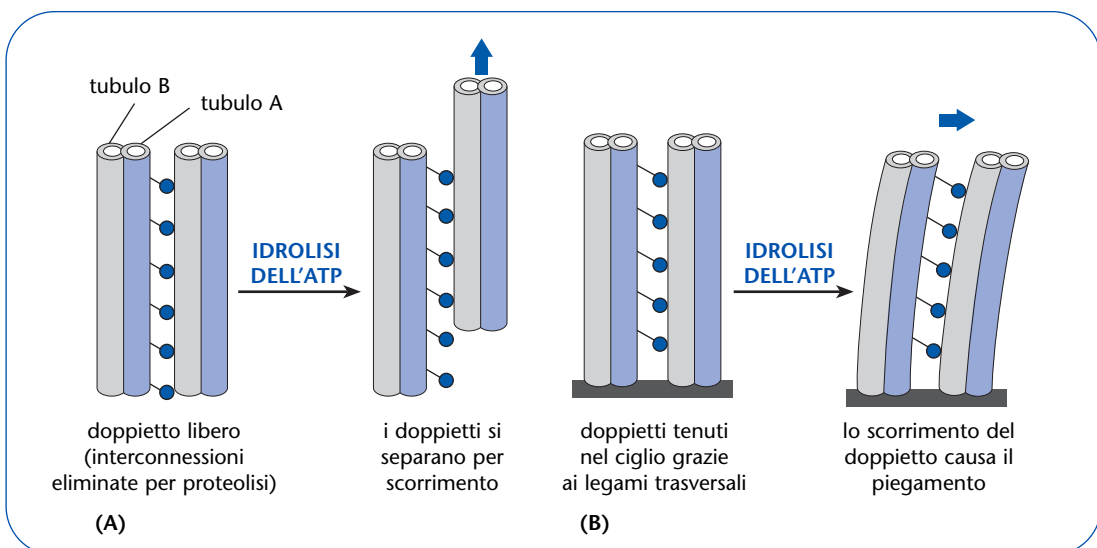 tubulo B
tubulo A
IDROLISI
DELL'ATP
IDROLISI
DELL'ATP
doppietto libero
(interconnessioni
eliminate per proteolisi)
i doppietti si
separano per
scorrimento
doppietti tenuti
nel ciglio grazie
ai legami trasversali
lo scorrimento del
doppietto causa il
piegamento
(A)
(B)